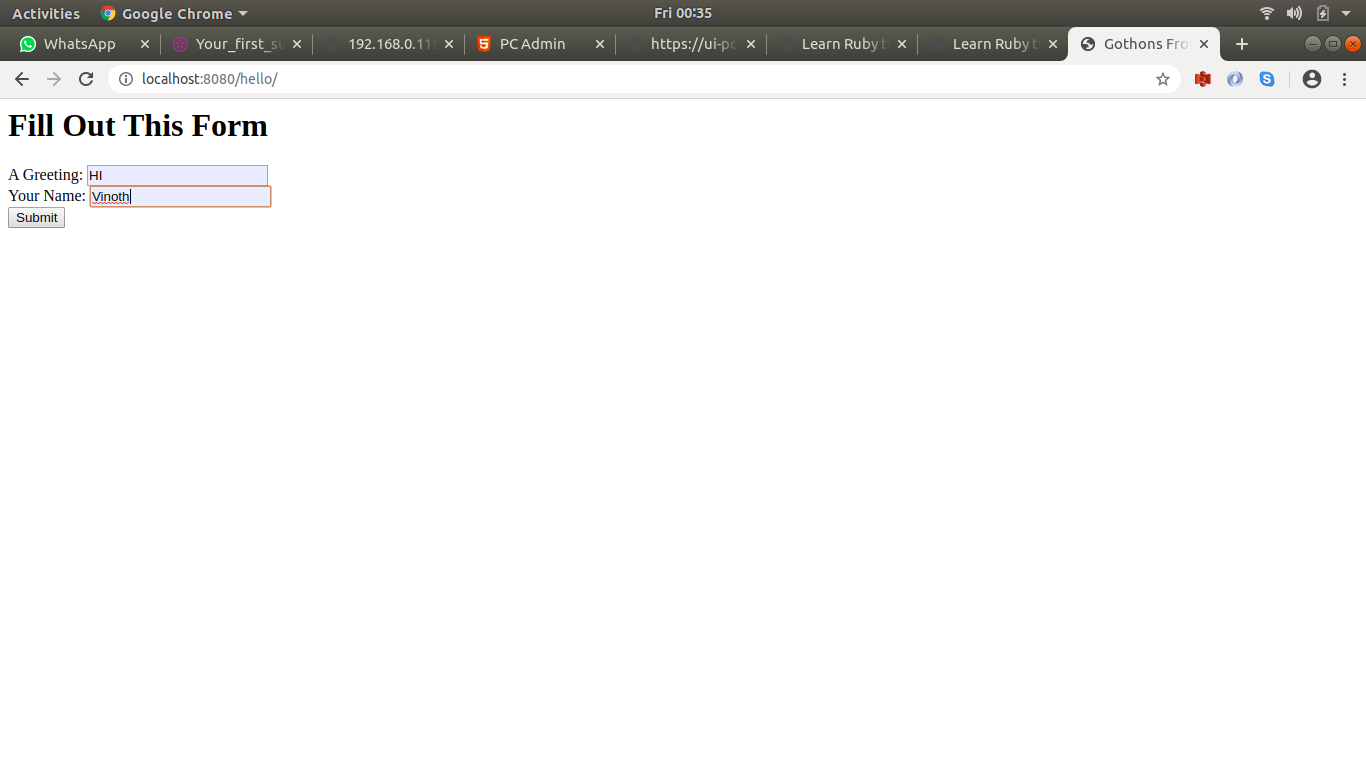 Activities Google Chrome Fri 00:35
WhatsApp Your_first_su 192.168.0.11 PC Admin https://ui-pc Learn Ruby t Learn Ruby t Gothons Fro
localhost:8080/hello/
Fill Out This Form
A Greeting: HI
Your Name: Vinoth
Submit